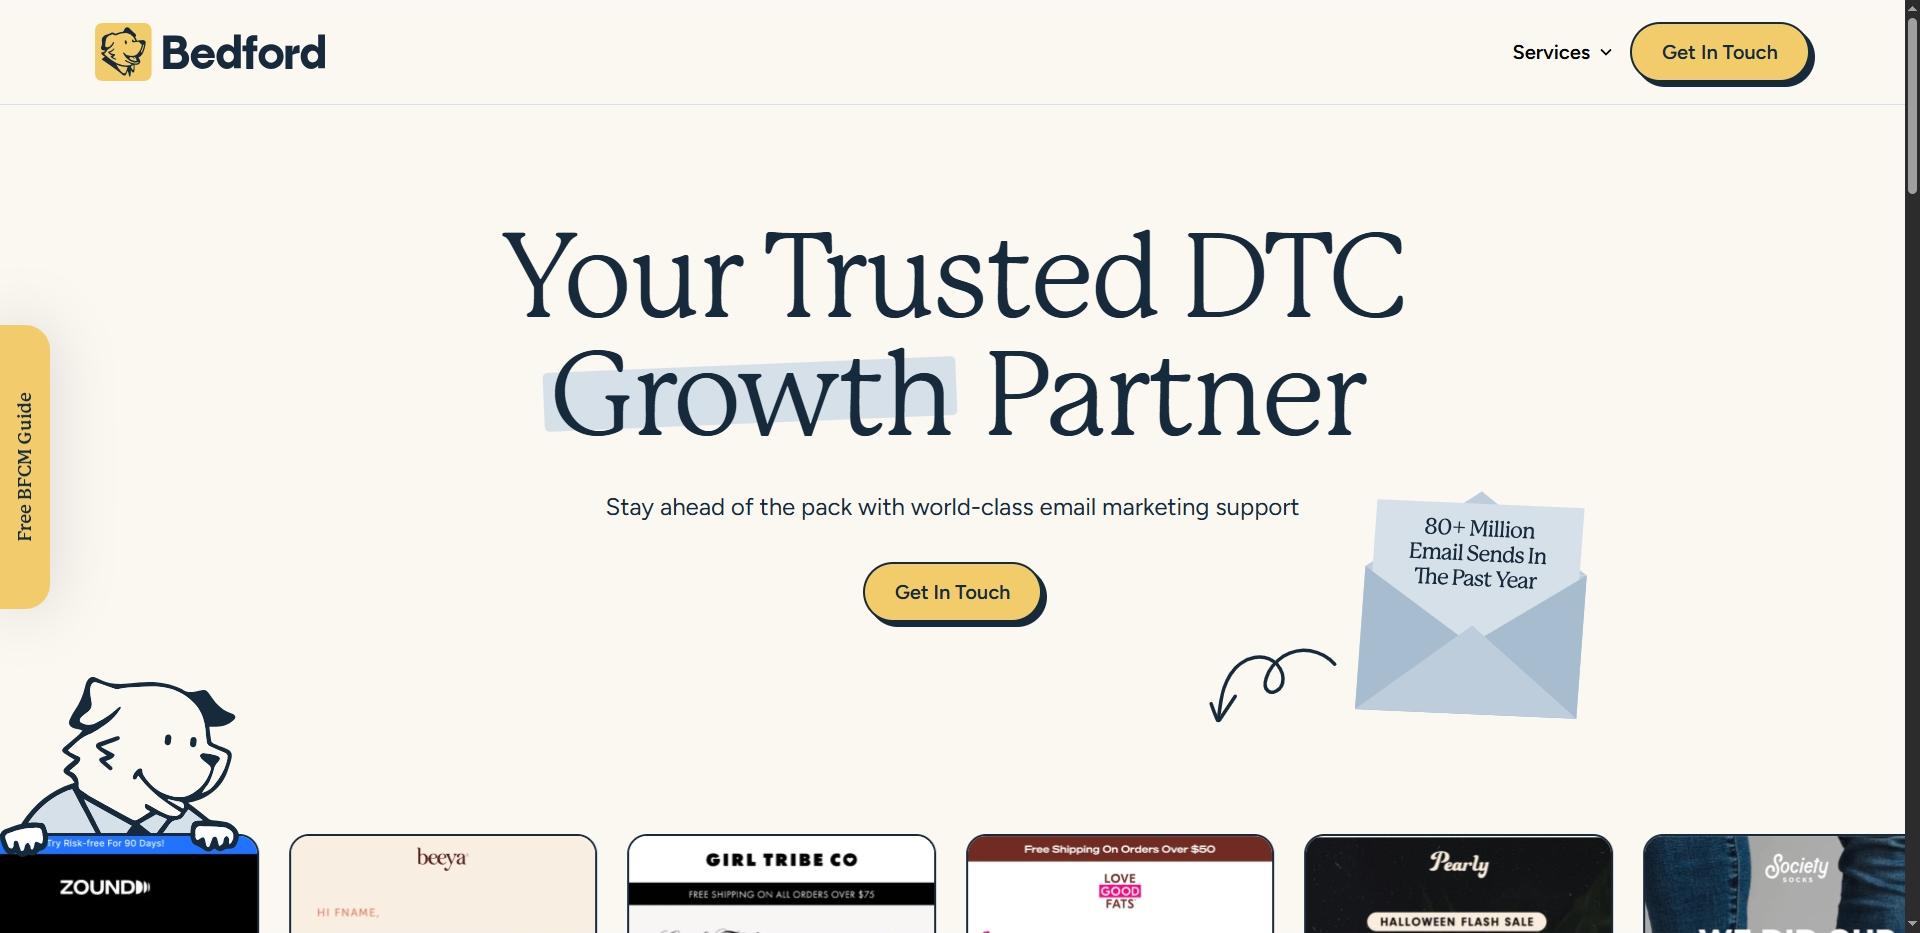 Bedford
Services
Get In Touch
Your Trusted DTC
Growth Partner
Stay ahead of the pack with world-class email marketing support
Get In Touch
80+ Million
Email Sends In
The Past Year
Free BFCM Guide
Try Risk-free For 90 Days!
ZOUND
beeya
HI FNAME,
GIRL TRIBE CO
FREE SHIPPING ON ALL ORDERS OVER $75
Free Shipping On Orders Over $50
LOVE
GOOD
FATS
Pearly
HALLOWEEN FLASH SALE
Society
SOCKS
WE DID OUR